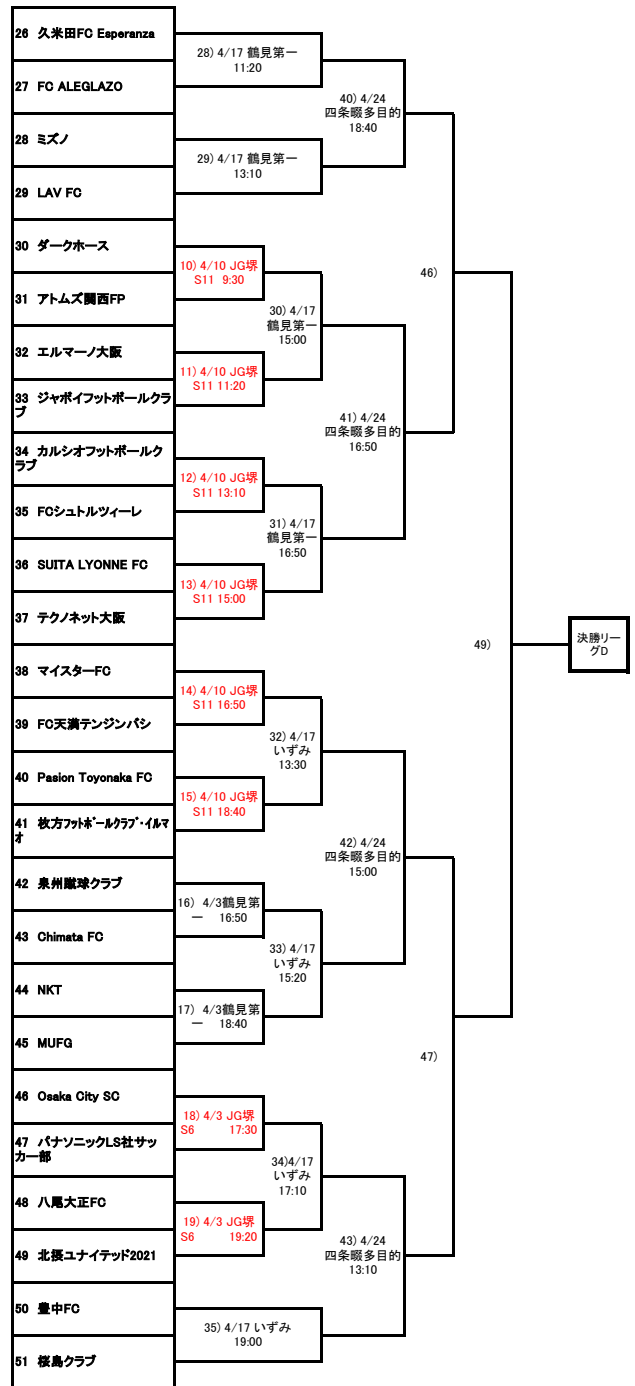 26 久米田FC Esperanza
27 FC ALEGLAZO
28 ミズノ
29 LAV FC
30 ダークホース
31 アトムズ関西FP
32 エルマーノ大阪
33 ジャボイフットボールクラ
ブ
34 カルシオフットボールク
ラブ
35 FCシュトルツィーレ
36 SUITA LYONNE FC
37 テクノネット大阪
38 マイスターFC
39 FC天満テンジンバシ
40 Pasion Toyonaka FC
41 枚方フットボールクラブ・イルマ
オ
42 泉州蹴球クラブ
43 Chimata FC
44 NKT
45 MUFG
46 Osaka City SC
47 パナソニックLS社サッ
カー部
48 八尾大正FC
49 北摂ユナイテッド2021
50 豊中FC
51 桜島クラブ
10) 4/10 JG堺
S11 9:30
11) 4/10 JG堺
S11 11:20
12) 4/10 JG堺
S11 13:10
13) 4/10 JG堺
S11 15:00
14) 4/10 JG堺
S11 16:50
15) 4/10 JG堺
S11 18:40
16) 4/3鶴見第
一 16:50
17) 4/3鶴見第
一 18:40
18) 4/3 JG堺
S6 17:30
19) 4/3 JG堺
S6 19:20
28) 4/17 鶴見第一
11:20
29) 4/17 鶴見第一
13:10
30) 4/17
鶴見第一
15:00
31) 4/17
鶴見第一
16:50
32) 4/17
いずみ
13:30
33) 4/17
いずみ
15:20
34)4/17
いずみ
17:10
35) 4/17 いずみ
19:00
40) 4/24
四条畷多目的
18:40
41) 4/24
四条畷多目的
16:50
42) 4/24
四条畷多目的
15:00
43) 4/24
四条畷多目的
13:10
46)
47)
49)
決勝リー
グD